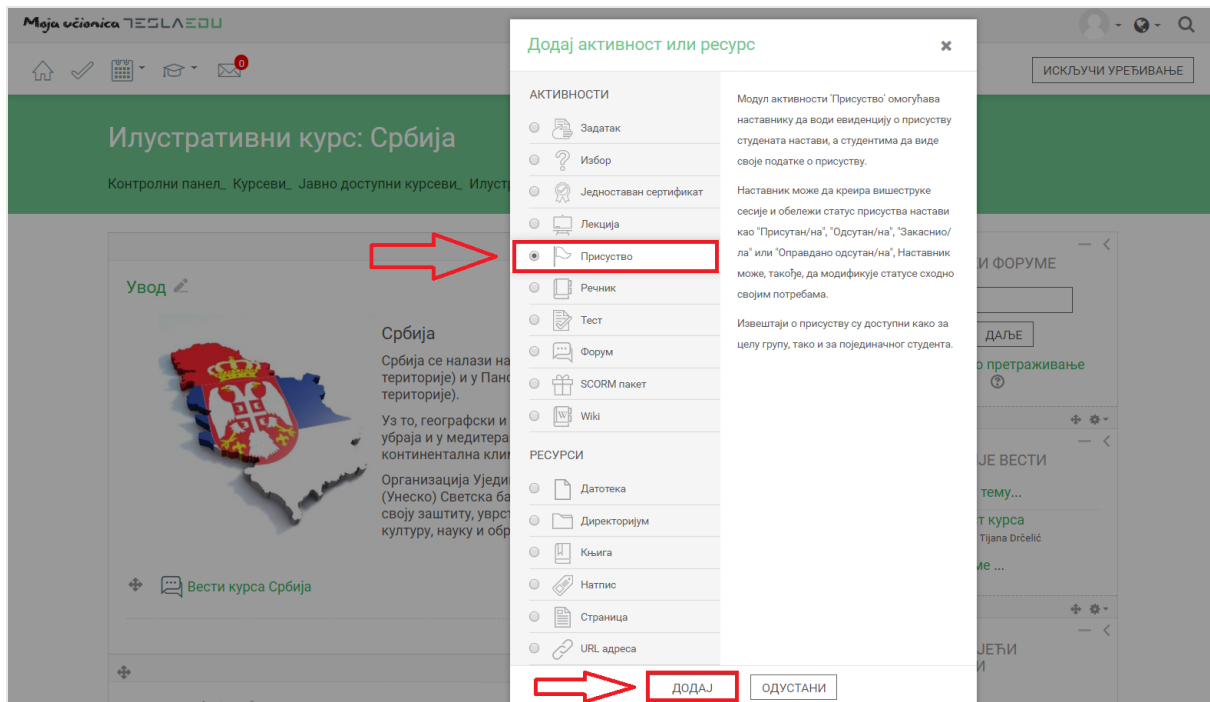 Moja učionica TESLAEDU
0
ИСКЉУЧИ УРЕЂИВАЊЕ
Илустративни курс: Србија
Контролни панел_ Курсеви_ Јавно доступни курсеви_ Илуст
Увод
Србија
Србија се налази на
територије) и у Пан
територије).
Уз то, географски и
убраја и у медитера
континентална кли
Организација Уједи
(Унеско) Светска ба
своју заштиту, уврс
културу, науку и обр
Вести курса Србија
Додај активност или ресурс
АКТИВНОСТИ
Задатак
Избор
Једноставан сертификат
Лекција
Присуство
Речник
Тест
Форум
SCORM пакет
Wiki
РЕСУРСИ
Датотека
Директоријум
Књига
Натпис
Страница
URL адреса
Модул активности 'Присуство' омогућава
наставнику да води евиденцију о присуству
студената настави, а студентима да виде
своје податке о присуству.
Наставник може да креира вишеструке
сесије и обележи статус присуства настави
као "Присутан/на", "Одсутан/на", "Закаснио/
ла" или "Оправдано одсутан/на", Наставник
може, такође, да модификује статусе сходно
својим потребама.
Извештаји о присуству су доступни како за
целу групу, тако и за појединачног студента.
ДОДАЈ
ОДУСТАНИ
И ФОРУМЕ
ДАЉЕ
о претраживање
ЈЕ ВЕСТИ
тему...
т курса
Tijana Drčelić
ме ...
ЈЕЋИ
И